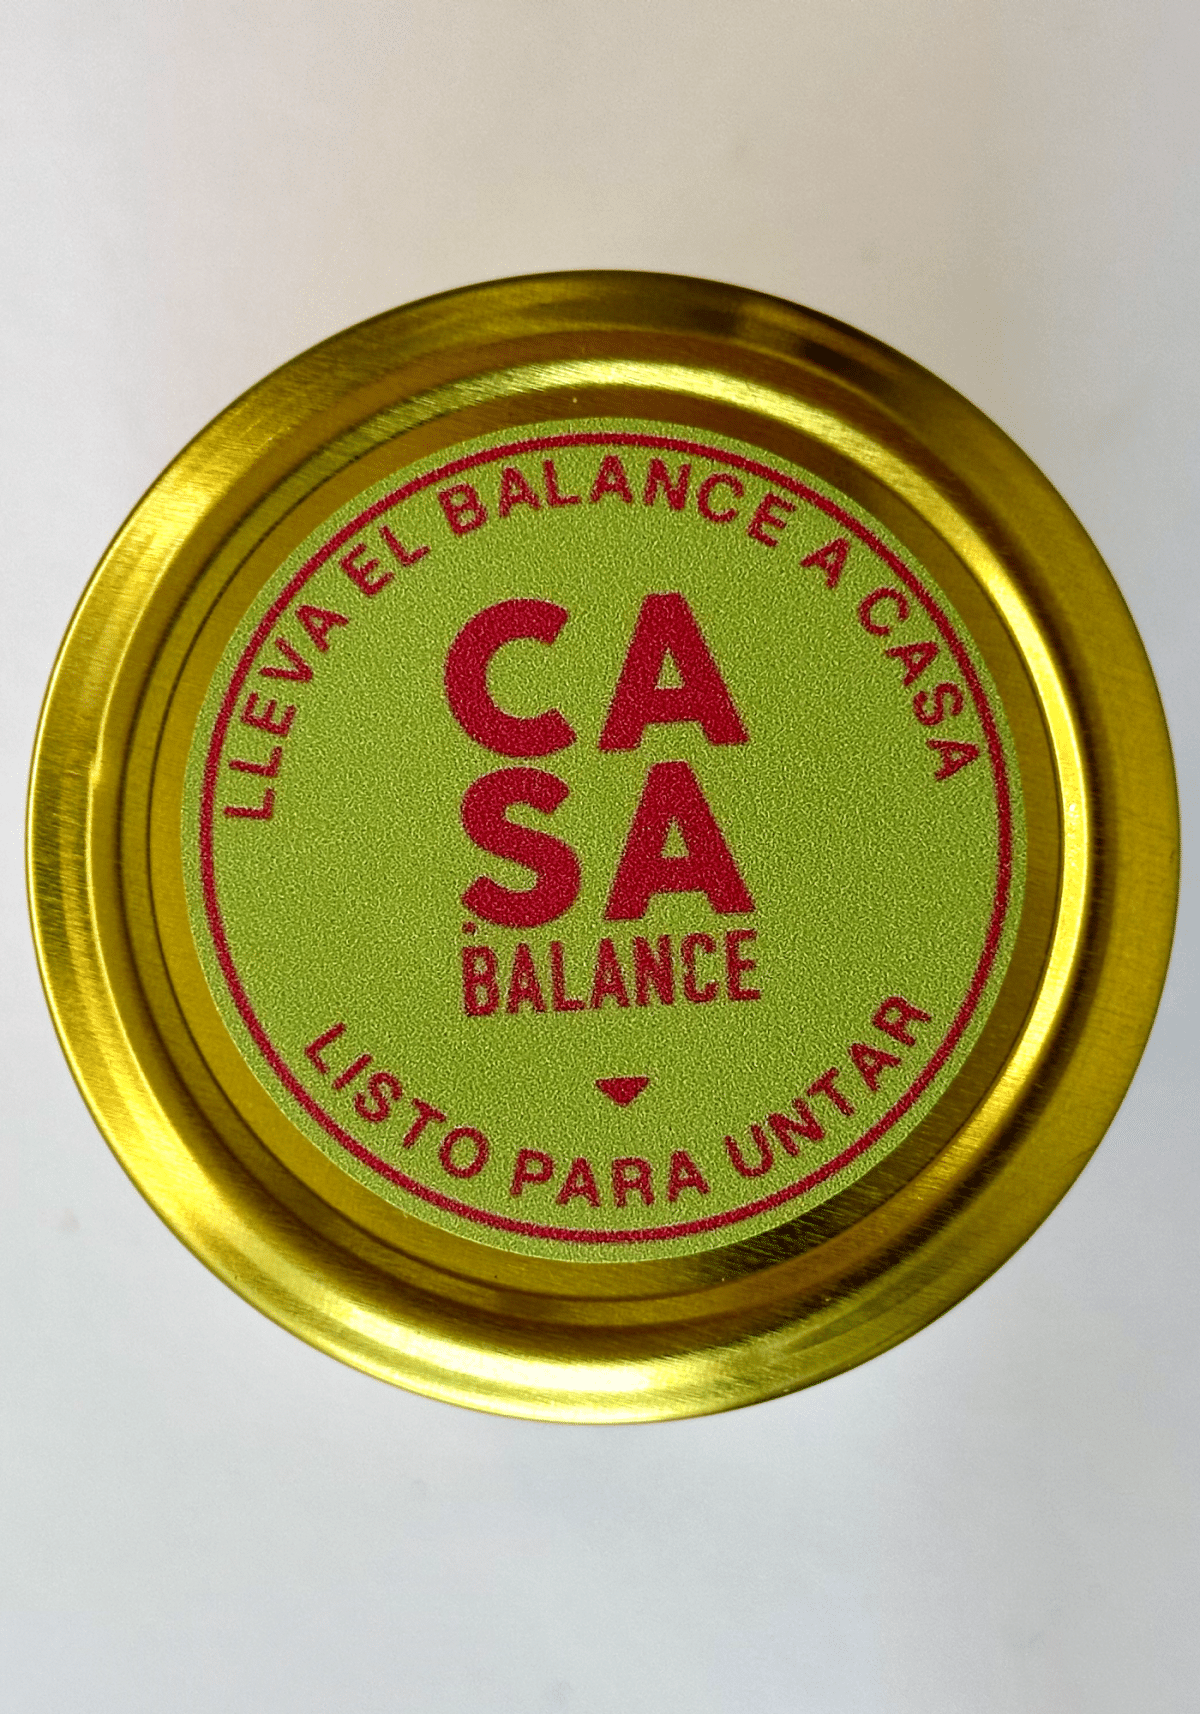 LLEVA EL BALANCE A CASA
CA
SA
BALANCE
LISTO PARA UNTAR